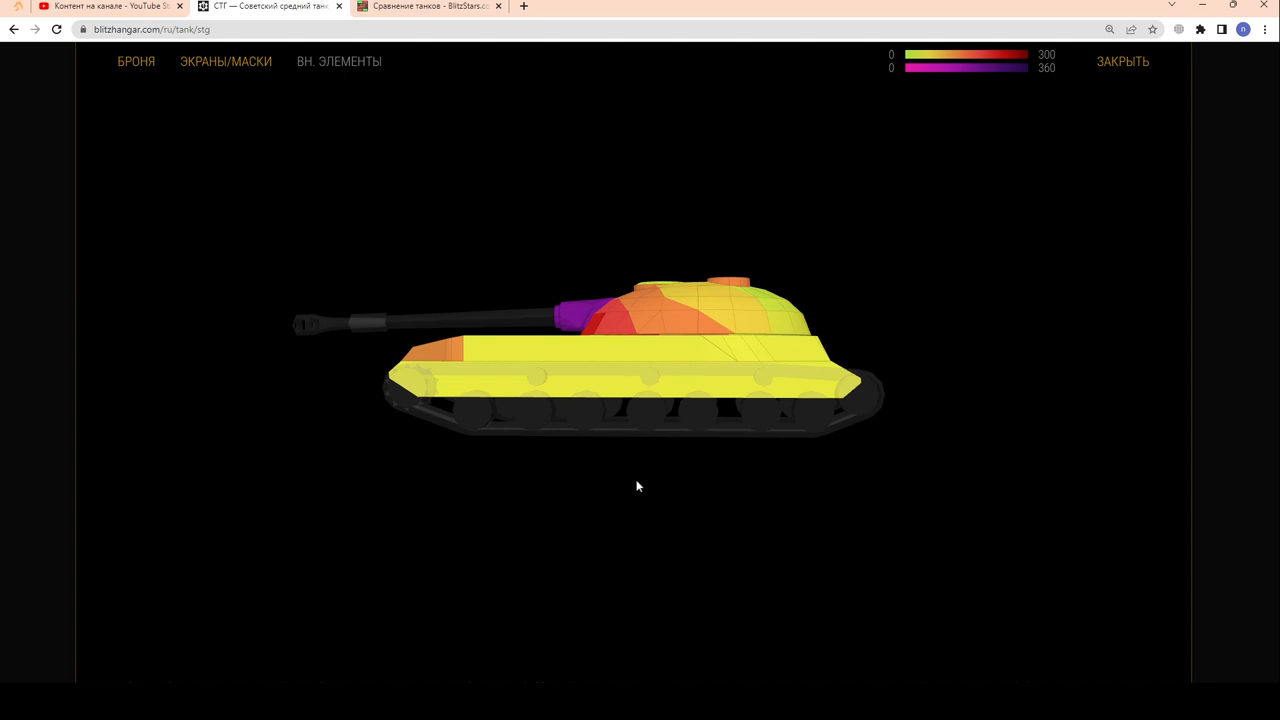 Контент на канале - YouTube St
СТГ — Советский средний тан
Сравнение танков - BlitzStars.co
blitzhangar.com/ru/tank/stg
n
БРОНЯ ЭКРАНЫ/МАСКИ ВН. ЭЛЕМЕНТЫ 0 300 ЗАКРЫТЬ
0 360